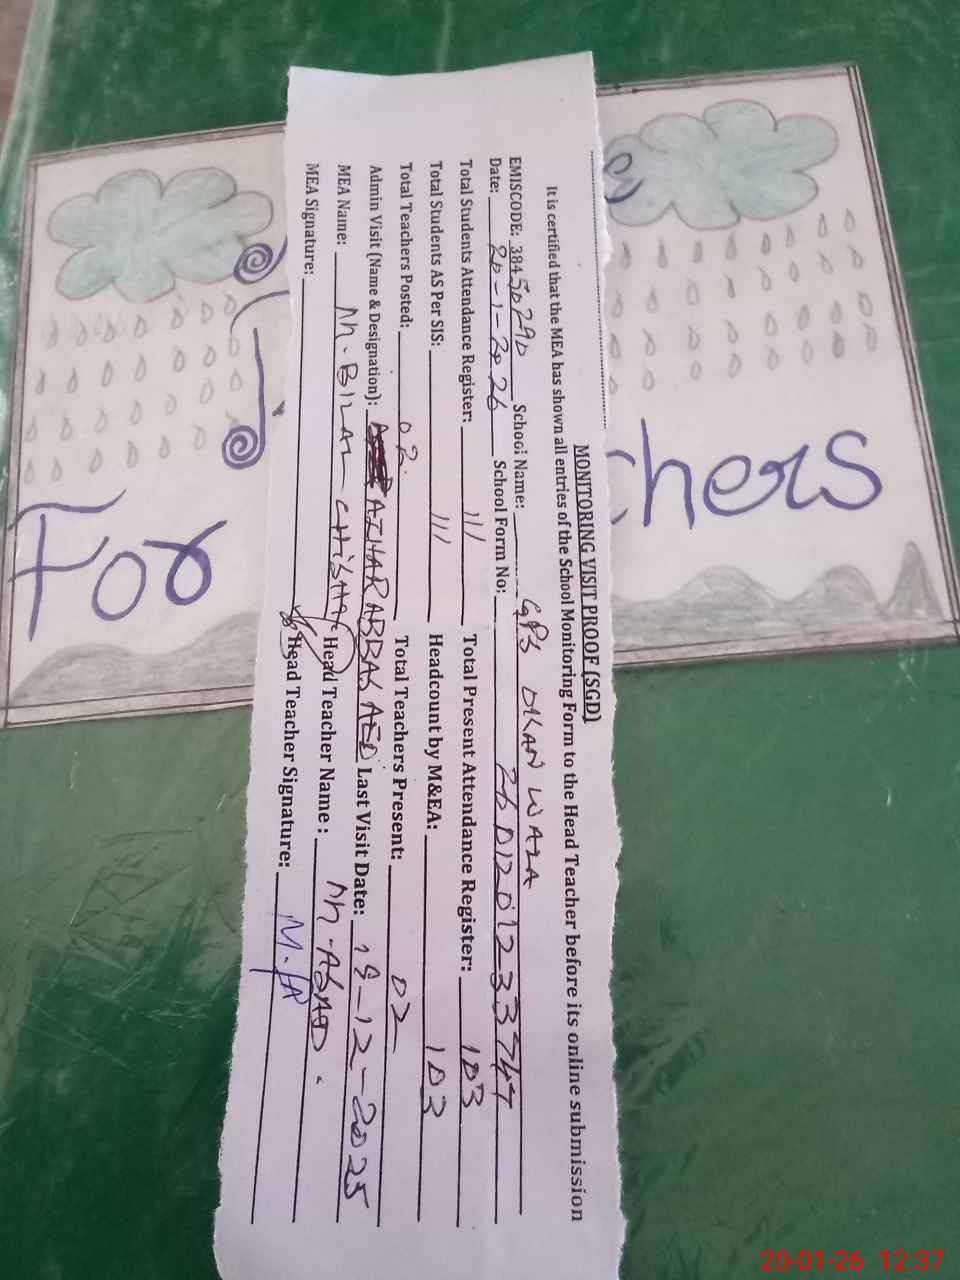 MONITORING VISIT PROOF (SGD)
It is certified that the MEA has shown all entries of the School Monitoring Form to the Head Teacher before its online submission
EMISCODE: 38450290 School Name: GPS DKAN WALA
Date: 20-1-2026 School Form No: 2601201233744
Total Students Attendance Register: 111 Total Present Attendance Register: 103
Total Students AS Per SIS: 111 Headcount by M&EA: 103
Total Teachers Posted: 02 Total Teachers Present: 02
Admin Visit (Name & Designation): AZHAR ABBAS AEO Last Visit Date: 19-12-2025
MEA Name: M. BILAL CHISHTI Head Teacher Name: M. ASAD.
MEA Signature: Head Teacher Signature: M.A
For
chers
20-01-26 12:37